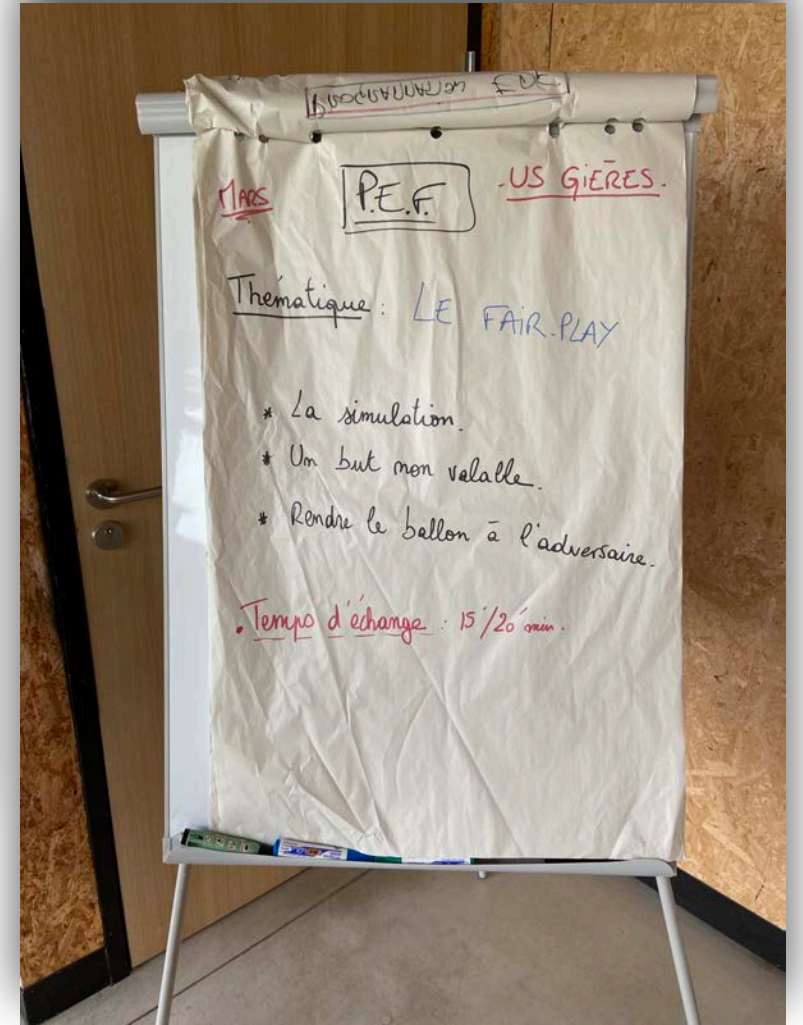 MARS P.E.F. - US GIÈRES.
Thématique : LE FAIR-PLAY
* La simulation.
* Un but non valable.
* Rendre le ballon à l'adversaire.
. Temps d'échange : 15'/20' min.